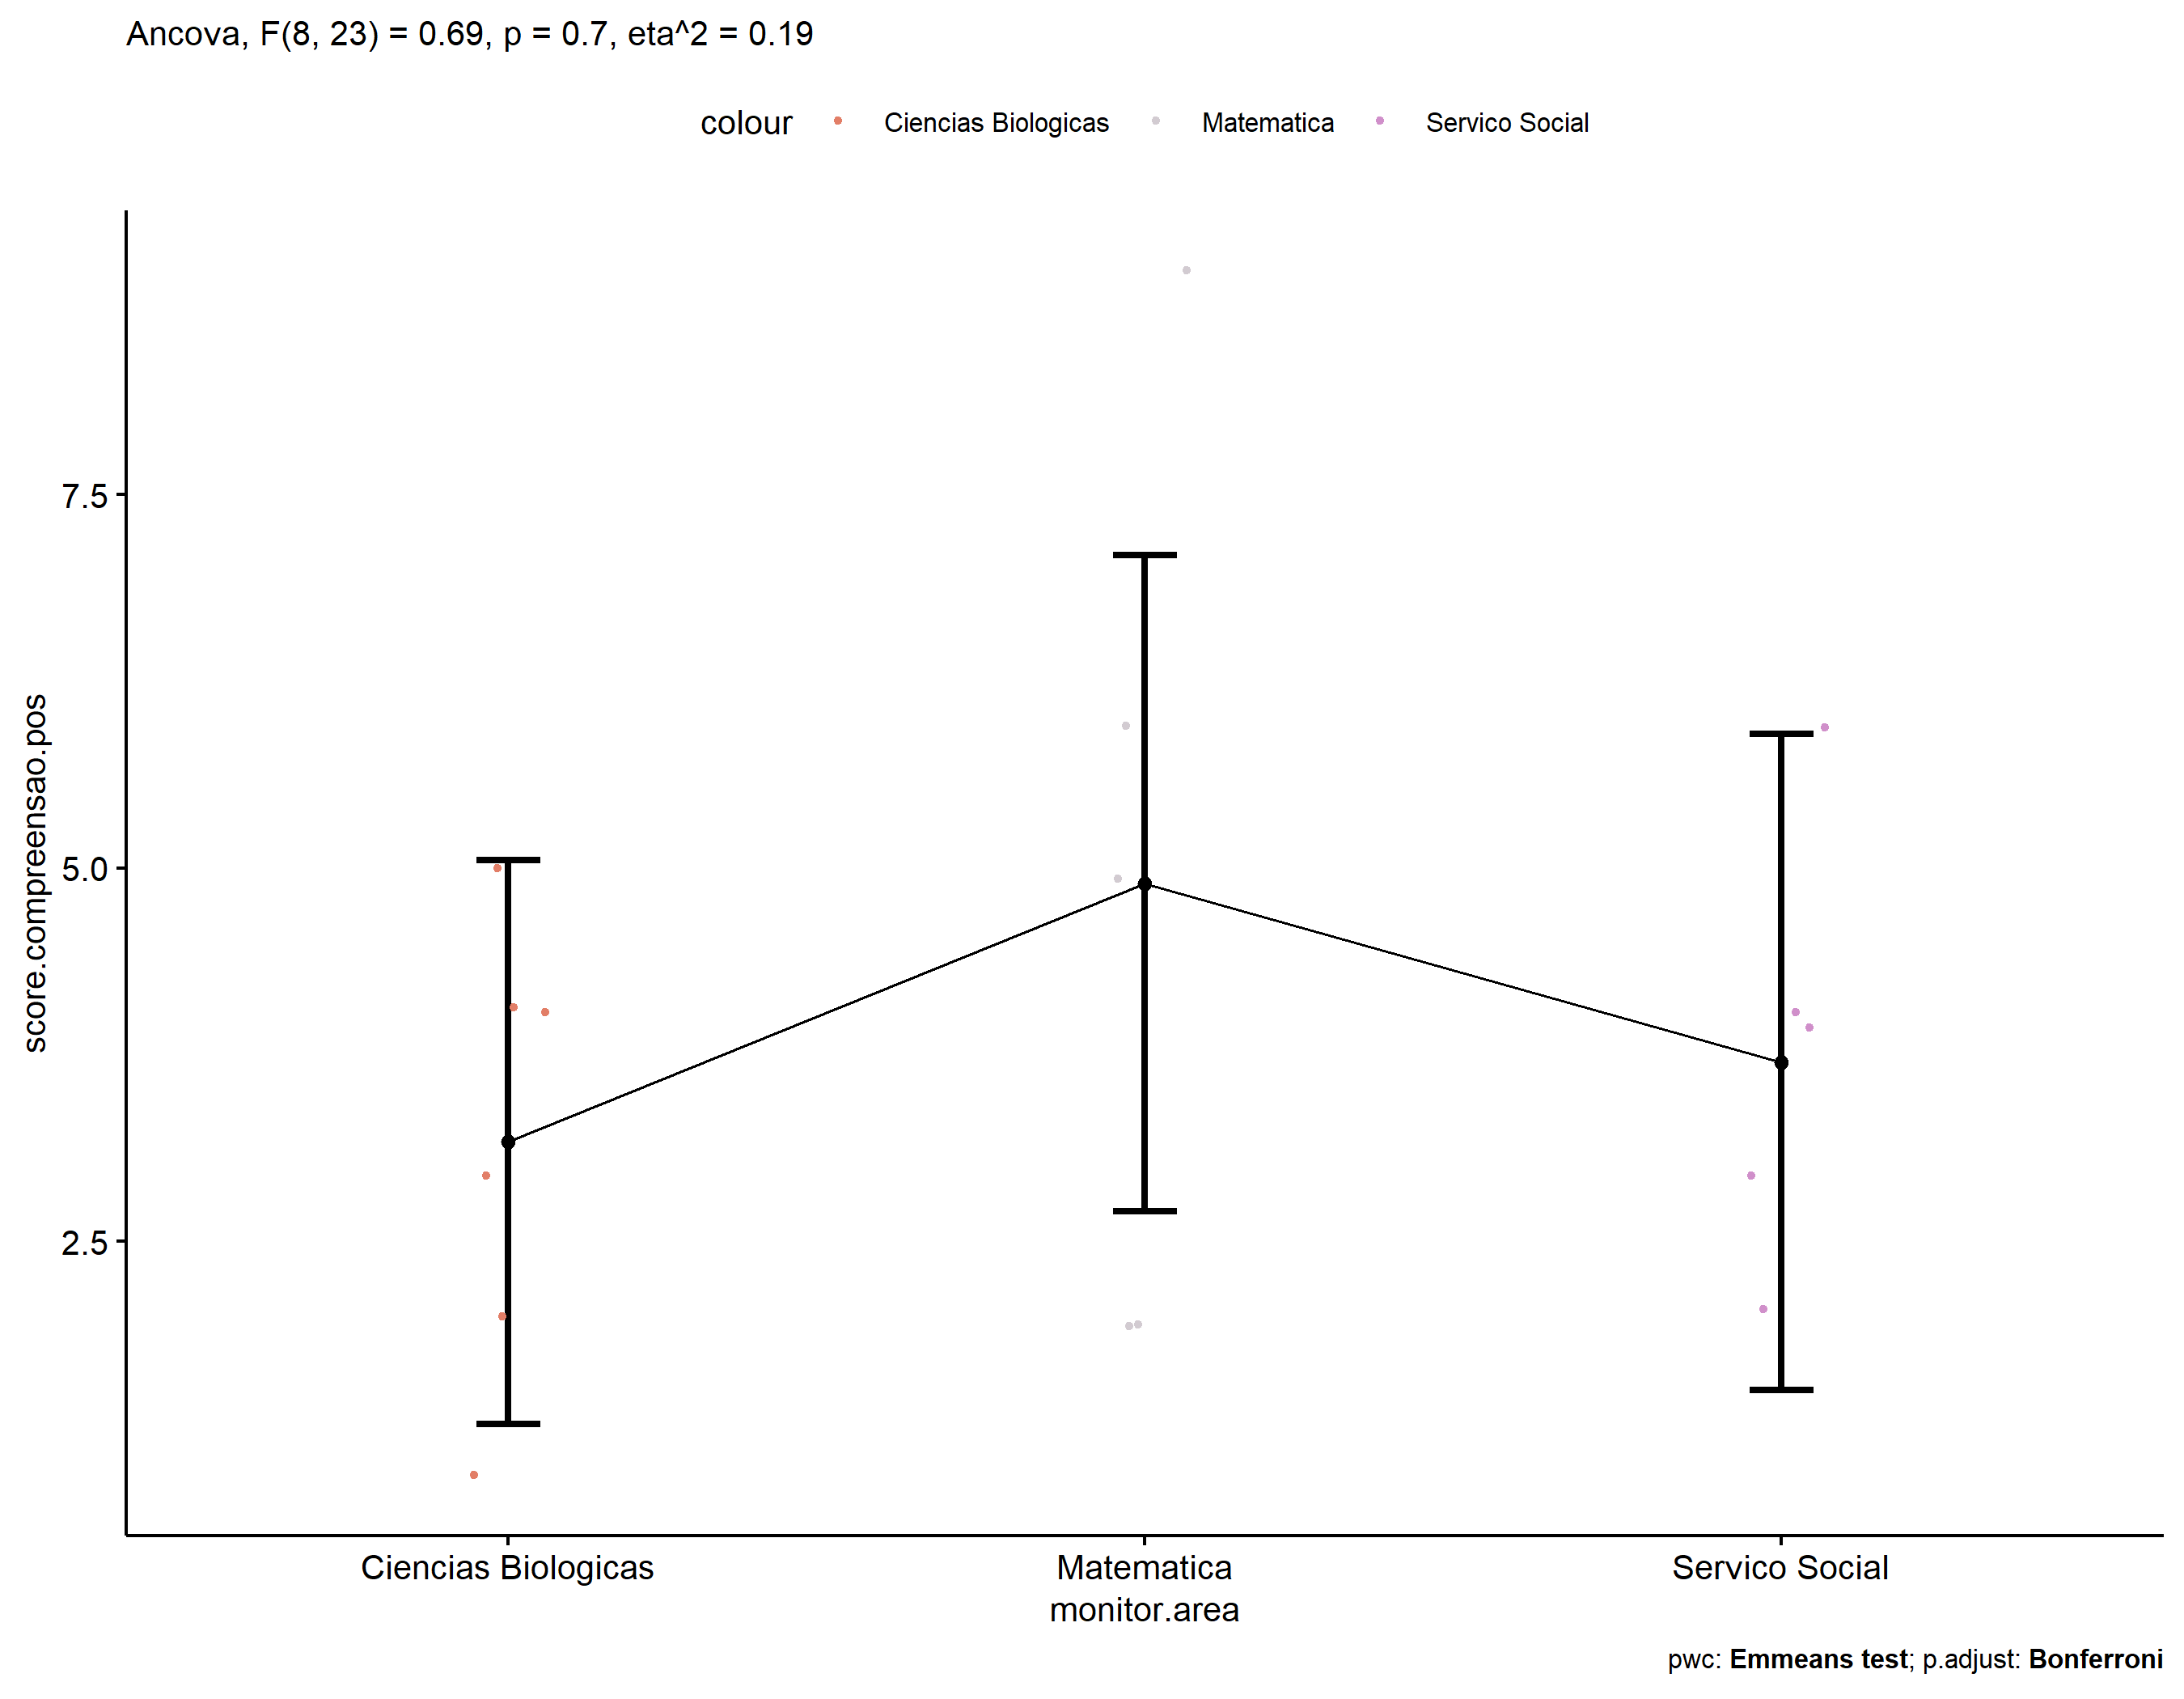 Ancova, F(8, 23) = 0.69, p = 0.7, eta^2 = 0.19
colour Ciencias Biologicas Matematica Servico Social
7.5
5.0
2.5
score.compreensao.pos
Ciencias Biologicas Matematica Servico Social
monitor.area
pwc: Emmeans test; p.adjust: Bonferroni